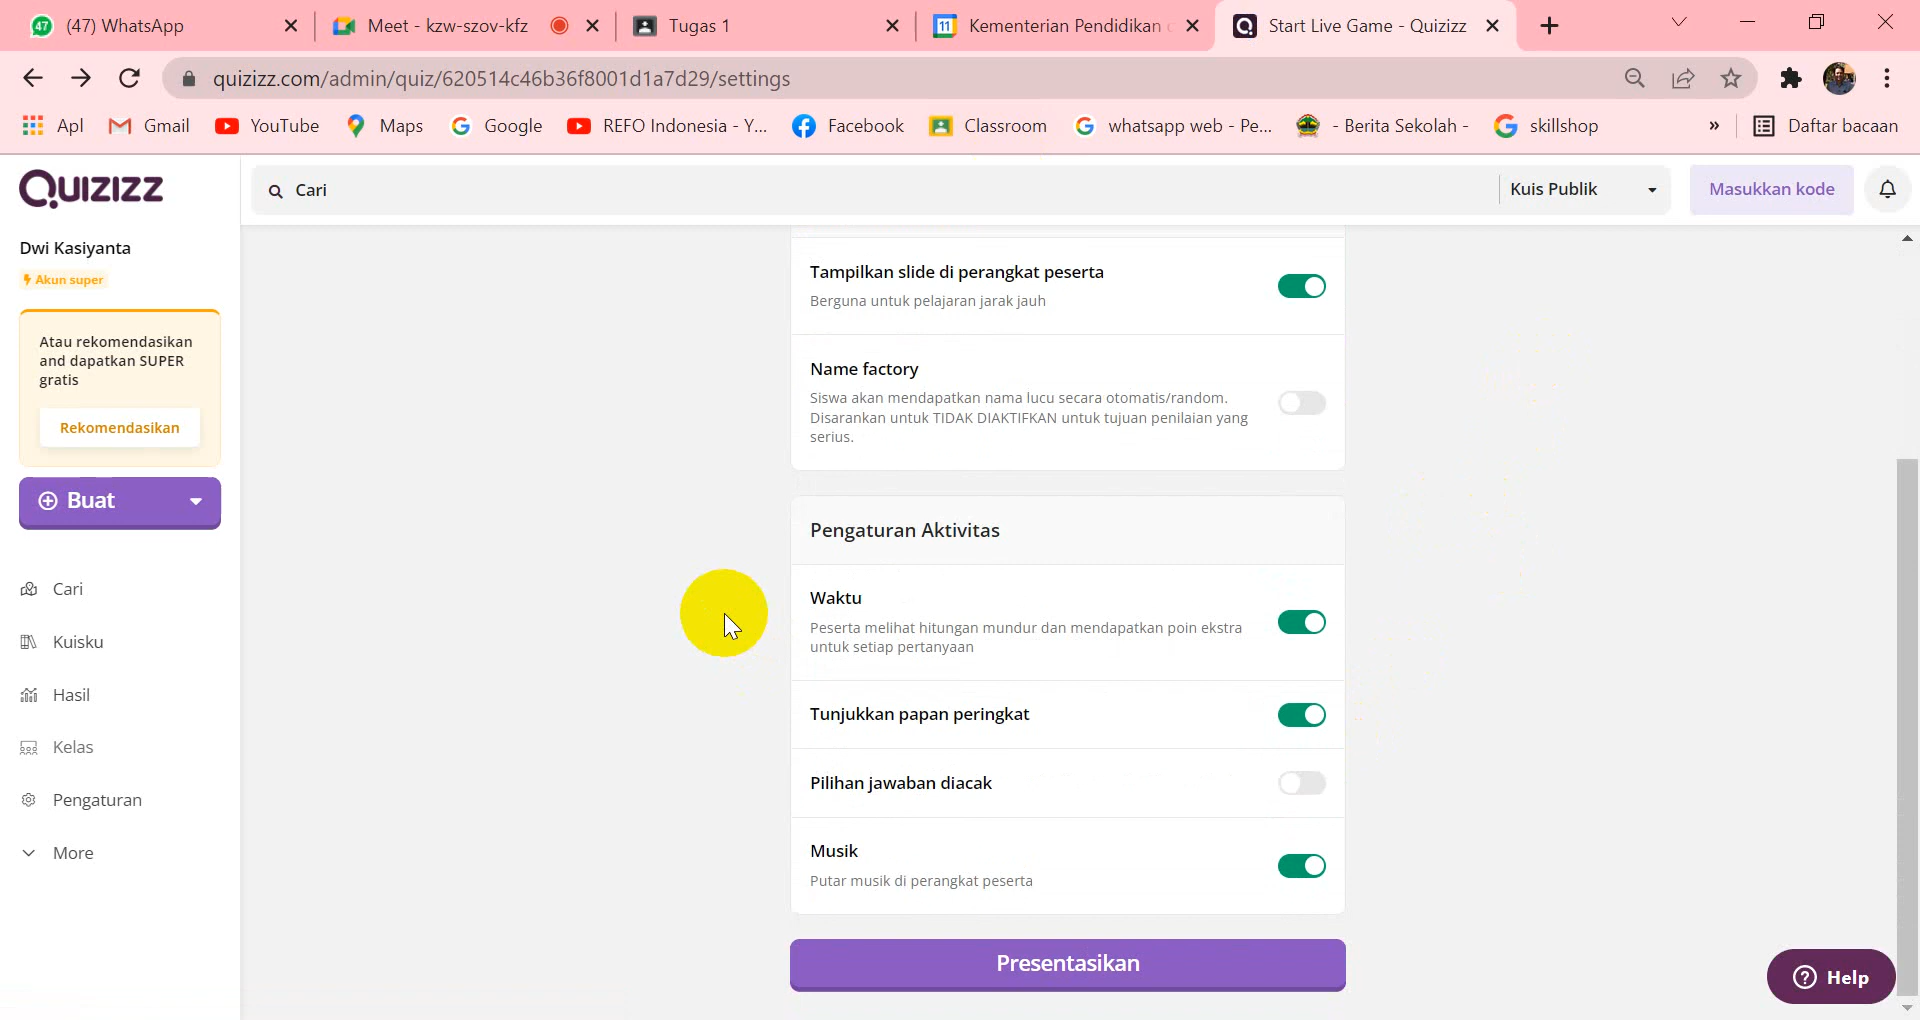 47 (47) WhatsApp
Meet - kzw-szov-kfz
Tugas 1
11 Kementerian Pendidikan
Start Live Game - Quizizz
quizizz.com/admin/quiz/620514c46b36f8001d1a7d29/settings
Apl Gmail YouTube Maps Google REFO Indonesia - Y... Facebook Classroom whatsapp web - Pe... - Berita Sekolah - skillshop » Daftar bacaan
QUIZIZZ
Cari
Kuis Publik
Masukkan kode
Dwi Kasiyanta
Akun super
Atau rekomendasikan
and dapatkan SUPER
gratis
Rekomendasikan
Buat
Cari
Kuisku
Hasil
Kelas
Pengaturan
More
Tampilkan slide di perangkat peserta
Berguna untuk pelajaran jarak jauh
Name factory
Siswa akan mendapatkan nama lucu secara otomatis/random.
Disarankan untuk TIDAK DIAKTIFKAN untuk tujuan penilaian yang
serius.
Pengaturan Aktivitas
Waktu
Peserta melihat hitungan mundur dan mendapatkan poin ekstra
untuk setiap pertanyaan
Tunjukkan papan peringkat
Pilihan jawaban diacak
Musik
Putar musik di perangkat peserta
Presentasikan
Help